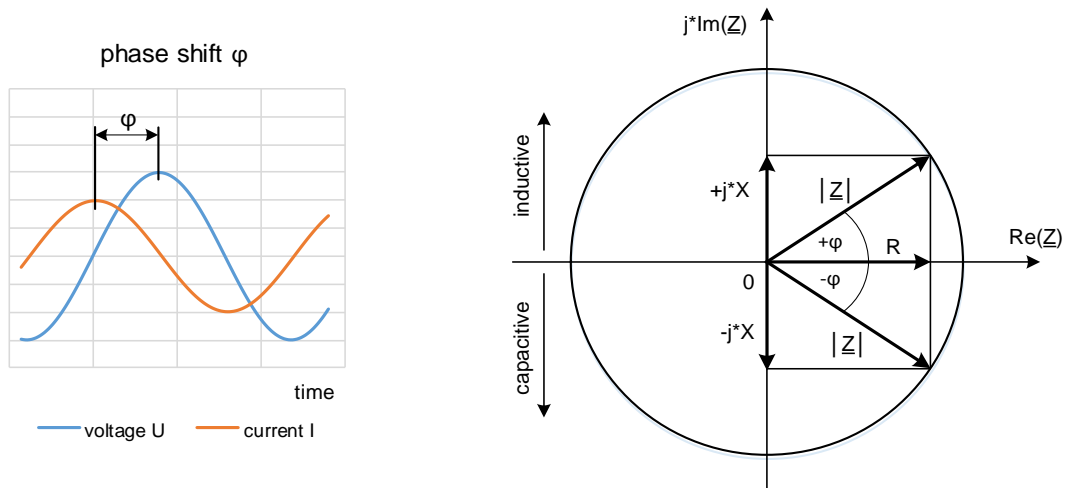 phase shift φ
φ
time
voltage U
current I
j*Im(Z)
inductive
capacitive
+j*X
|Z|
+φ
R
Re(Z)
0
-φ
-j*X
|Z|